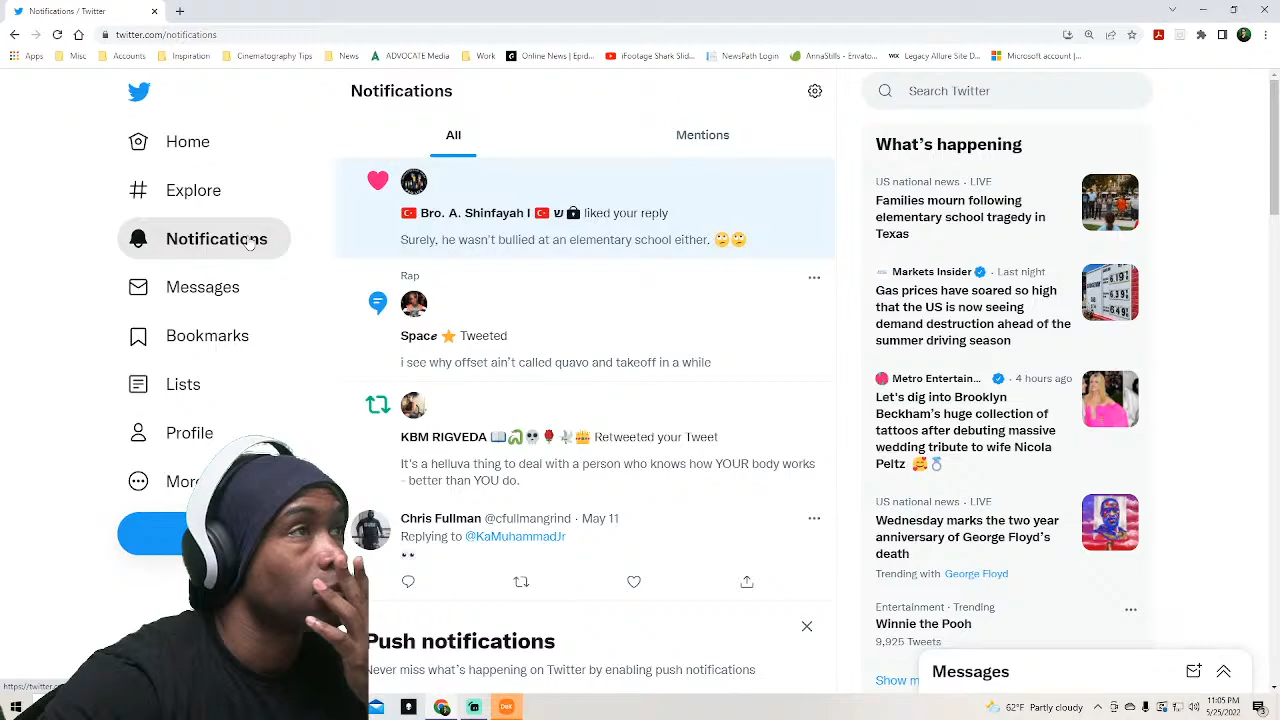 Notifications / Twitter
twitter.com/notifications
Apps
Misc
Accounts
Inspiration
Cinematography Tips
News
ADVOCATE Media
Work
Online News | Epid...
iFootage Shark Slid...
NewsPath Login
AnnaSkills - Envato...
Legacy Allure Site D...
Microsoft account |...
Home
Explore
Notifications
Messages
Bookmarks
Lists
Profile
Mor
Notifications
All
Mentions
🇹🇷 Bro. A. Shinfayah I 🇹🇷 ש liked your reply
Surely, he wasn't bullied at an elementary school either. 🙄🙄
Rap
Space ⭐ Tweeted
i see why offset ain't called quavo and takeoff in a while
KBM RIGVEDA 📖🐍💀🌹🕊👑 Retweeted your Tweet
It's a helluva thing to deal with a person who knows how YOUR body works
- better than YOU do.
Chris Fullman @cfullmangrind · May 11
Replying to @KaMuhammadJr
👀
Push notifications
Never miss what's happening on Twitter by enabling push notifications
Search Twitter
What's happening
US national news · LIVE
Families mourn following
elementary school tragedy in
Texas
Markets Insider · Last night
Gas prices have soared so high
that the US is now seeing
demand destruction ahead of the
summer driving season
Metro Entertain... · 4 hours ago
Let's dig into Brooklyn
Beckham's huge collection of
tattoos after debuting massive
wedding tribute to wife Nicola
Peltz 🥰💍
US national news · LIVE
Wednesday marks the two year
anniversary of George Floyd's
death
Trending with George Floyd
Entertainment · Trending
Winnie the Pooh
9,925 Tweets
Show m
Messages
https://twitter.c
62°F Partly cloudy
11:05 PM